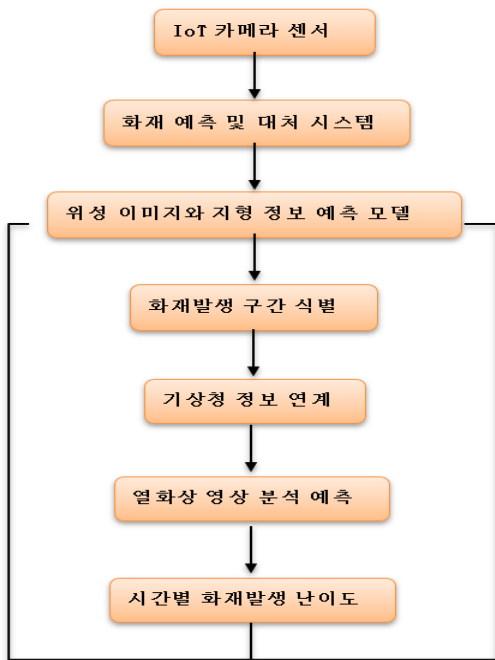 IoT 카메라 센서
화재 예측 및 대처 시스템
위성 이미지와 지형 정보 예측 모델
화재발생 구간 식별
기상청 정보 연계
열화상 영상 분석 예측
시간별 화재발생 난이도